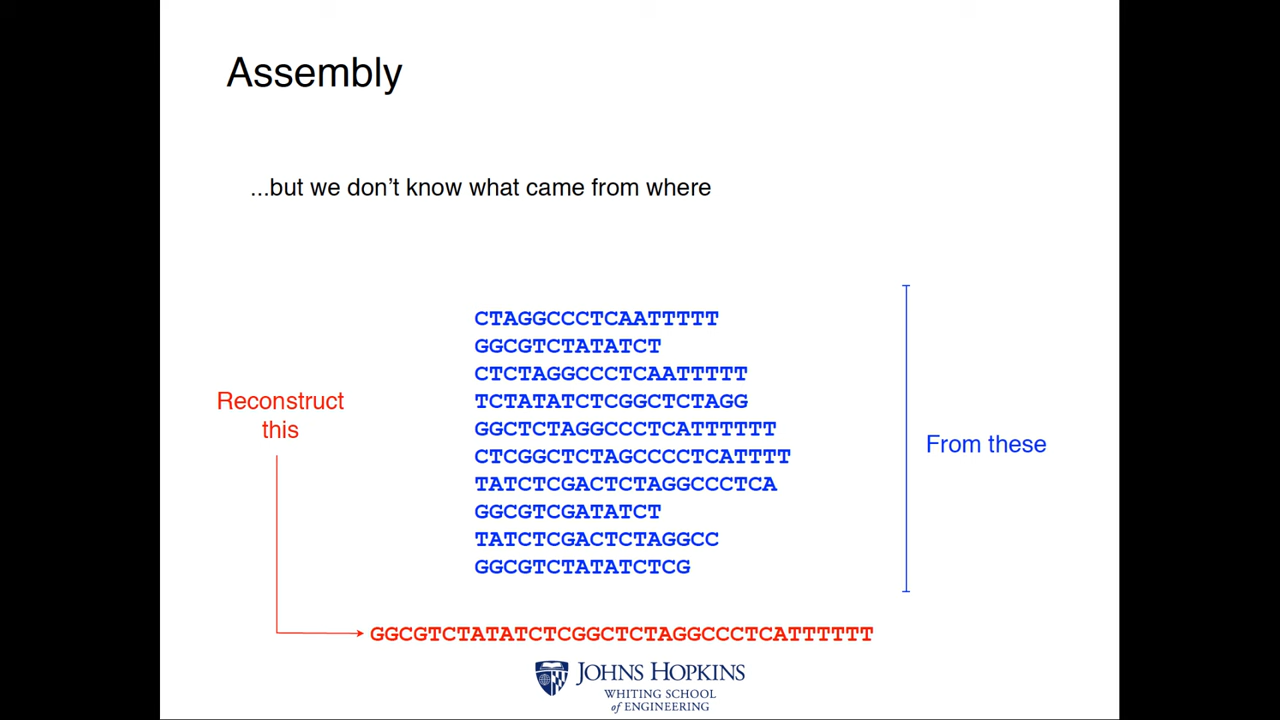 Assembly
...but we don't know what came from where
CTAGGCCCTCAATTTTT
GGCGTCTATATCT
CTCTAGGCCCTCAATTTTT
TCTATATCTCGGCTCTAGG
GGCTCTAGGCCCTCATTTTTT
CTCGGCTCTAGCCCCTCATTTT
TATCTCGACTCTAGGCCCTCA
GGCGTCGATATCT
TATCTCGACTCTAGGCC
GGCGTCTATATCTCG
Reconstruct
this
From these
GGCGTCTATATCTCGGCTCTAGGCCCTCATTTTTT
JOHNS HOPKINS
WHITING SCHOOL
of ENGINEERING